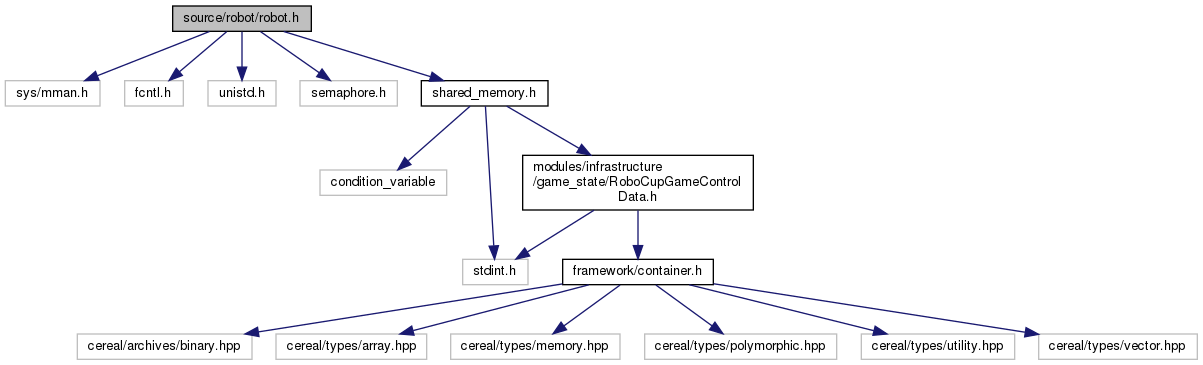 source/robot/robot.h
sys/mman.h
fcntl.h
unistd.h
semaphore.h
shared_memory.h
condition_variable
modules/infrastructure
/game_state/RoboCupGameControl
Data.h
stdint.h
framework/container.h
cereal/archives/binary.hpp
cereal/types/array.hpp
cereal/types/memory.hpp
cereal/types/polymorphic.hpp
cereal/types/utility.hpp
cereal/types/vector.hpp